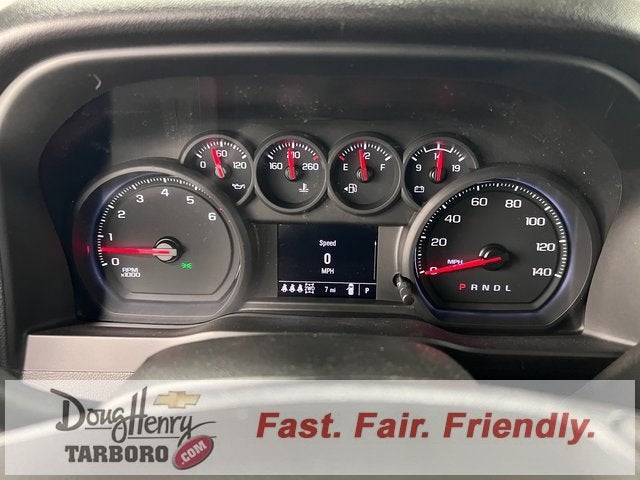 0 60 120
160 210 260
E 1/2 F
9 14 19
0 1 2 3 4 5 6
RPM
x1000
Speed
0
MPH
7 mi P
0 20 40 60 80 100 120 140
MPH
P R N D L
Doug Henry
TARBORO
.COM
Fast. Fair. Friendly.